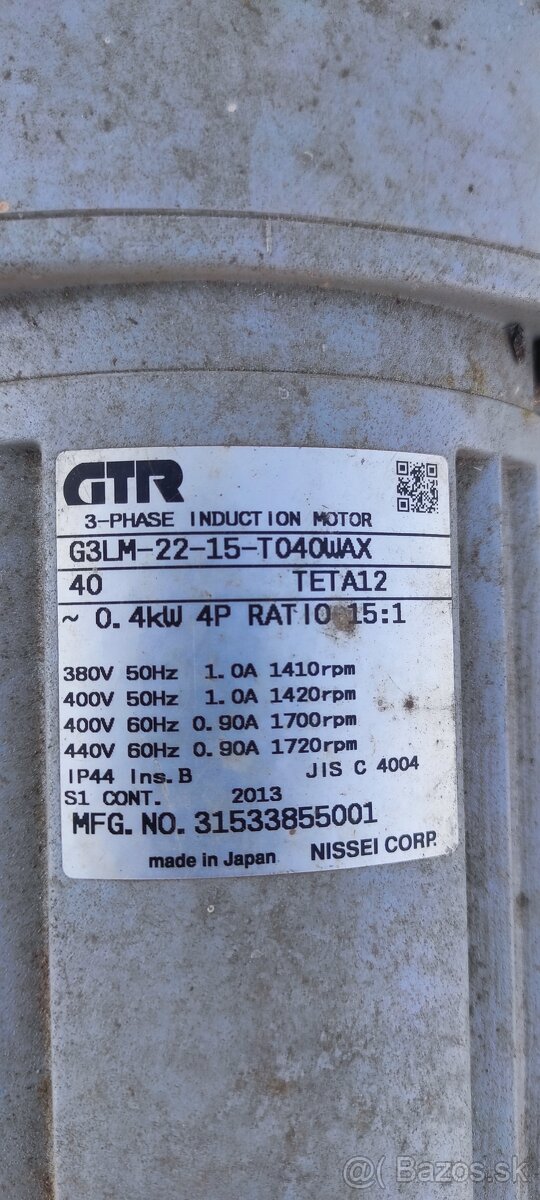 GTR
3-PHASE INDUCTION MOTOR
G3LM-22-15-T040WAX
40 TETA12
~ 0.4kW 4P RATIO 15:1
380V 50Hz 1.0A 1410rpm
400V 50Hz 1.0A 1420rpm
400V 60Hz 0.90A 1700rpm
440V 60Hz 0.90A 1720rpm
IP44 Ins.B JIS C 4004
S1 CONT. 2013
MFG.NO. 31533855001
made in Japan NISSEI CORP.
@( Bazos.sk